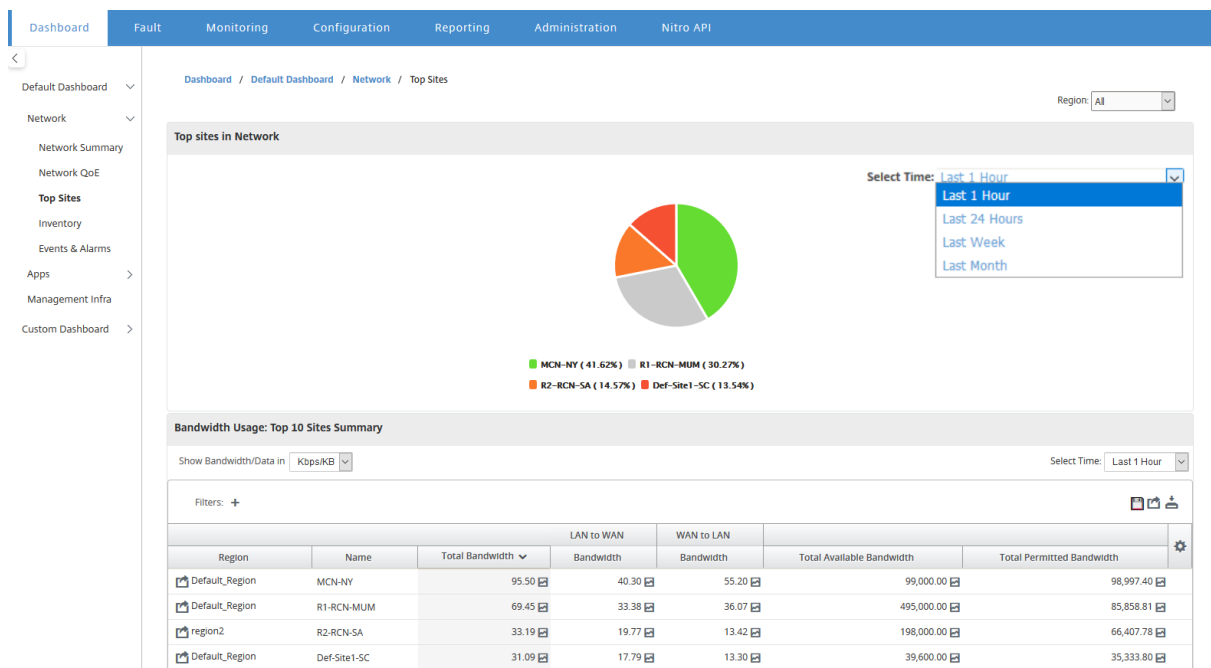 Dashboard Fault Monitoring Configuration Reporting Administration Nitro API
Default Dashboard
Network
Network Summary
Network QoE
Top Sites
Inventory
Events & Alarms
Apps
Management Infra
Custom Dashboard
Dashboard / Default Dashboard / Network / Top Sites
Region: All
Top sites in Network
Select Time: Last 1 Hour
Last 1 Hour
Last 24 Hours
Last Week
Last Month
MCN-NY ( 41.62% ) R1-RCN-MUM ( 30.27% )
R2-RCN-SA ( 14.57% ) Def-Site1-SC ( 13.54% )
Bandwidth Usage: Top 10 Sites Summary
Show Bandwidth/Data in Kbps/KB Select Time: Last 1 Hour
Filters: +
LAN to WAN WAN to LAN
Region Name Total Bandwidth Bandwidth Bandwidth Total Available Bandwidth Total Permitted Bandwidth
Default_Region MCN-NY 95.50 40.30 55.20 99,000.00 98,997.40
Default_Region R1-RCN-MUM 69.45 33.38 36.07 495,000.00 85,858.81
region2 R2-RCN-SA 33.19 19.77 13.42 198,000.00 66,407.78
Default_Region Def-Site1-SC 31.09 17.79 13.30 39,600.00 35,333.80